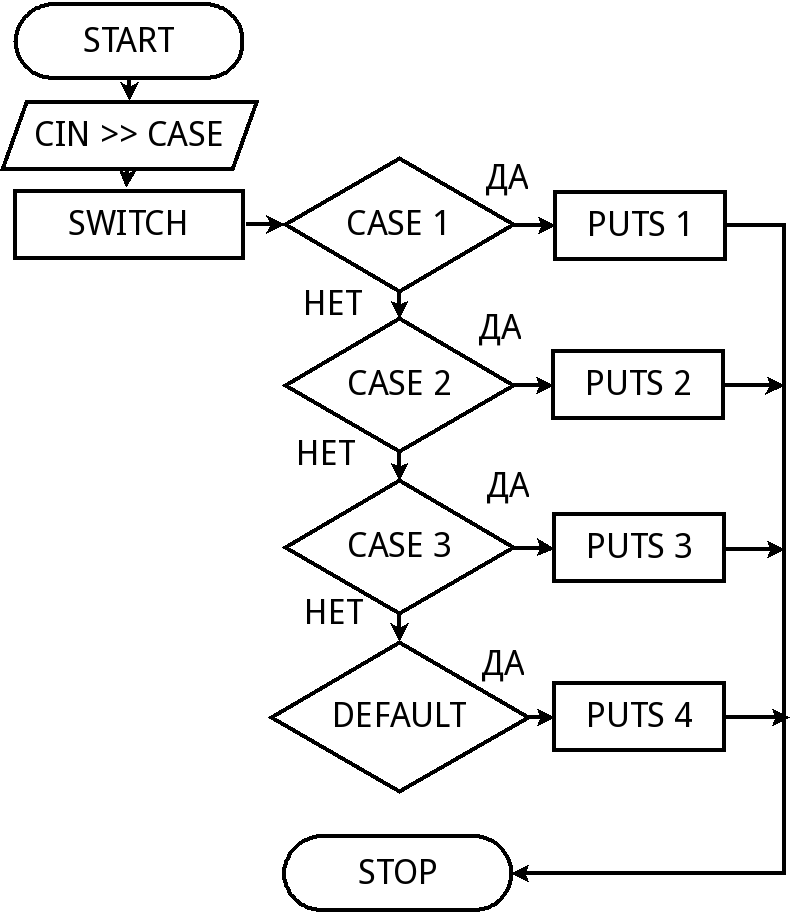 START
CIN >> CASE
SWITCH
CASE 1
ДА
PUTS 1
НЕТ
CASE 2
ДА
PUTS 2
НЕТ
CASE 3
ДА
PUTS 3
НЕТ
DEFAULT
ДА
PUTS 4
STOP